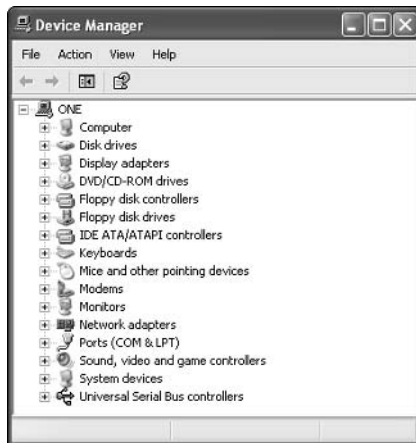 Device Manager
File Action View Help
ONE
Computer
Disk drives
Display adapters
DVD/CD-ROM drives
Floppy disk controllers
Floppy disk drives
IDE ATA/ATAPI controllers
Keyboards
Mice and other pointing devices
Modems
Monitors
Network adapters
Ports (COM & LPT)
Sound, video and game controllers
System devices
Universal Serial Bus controllers